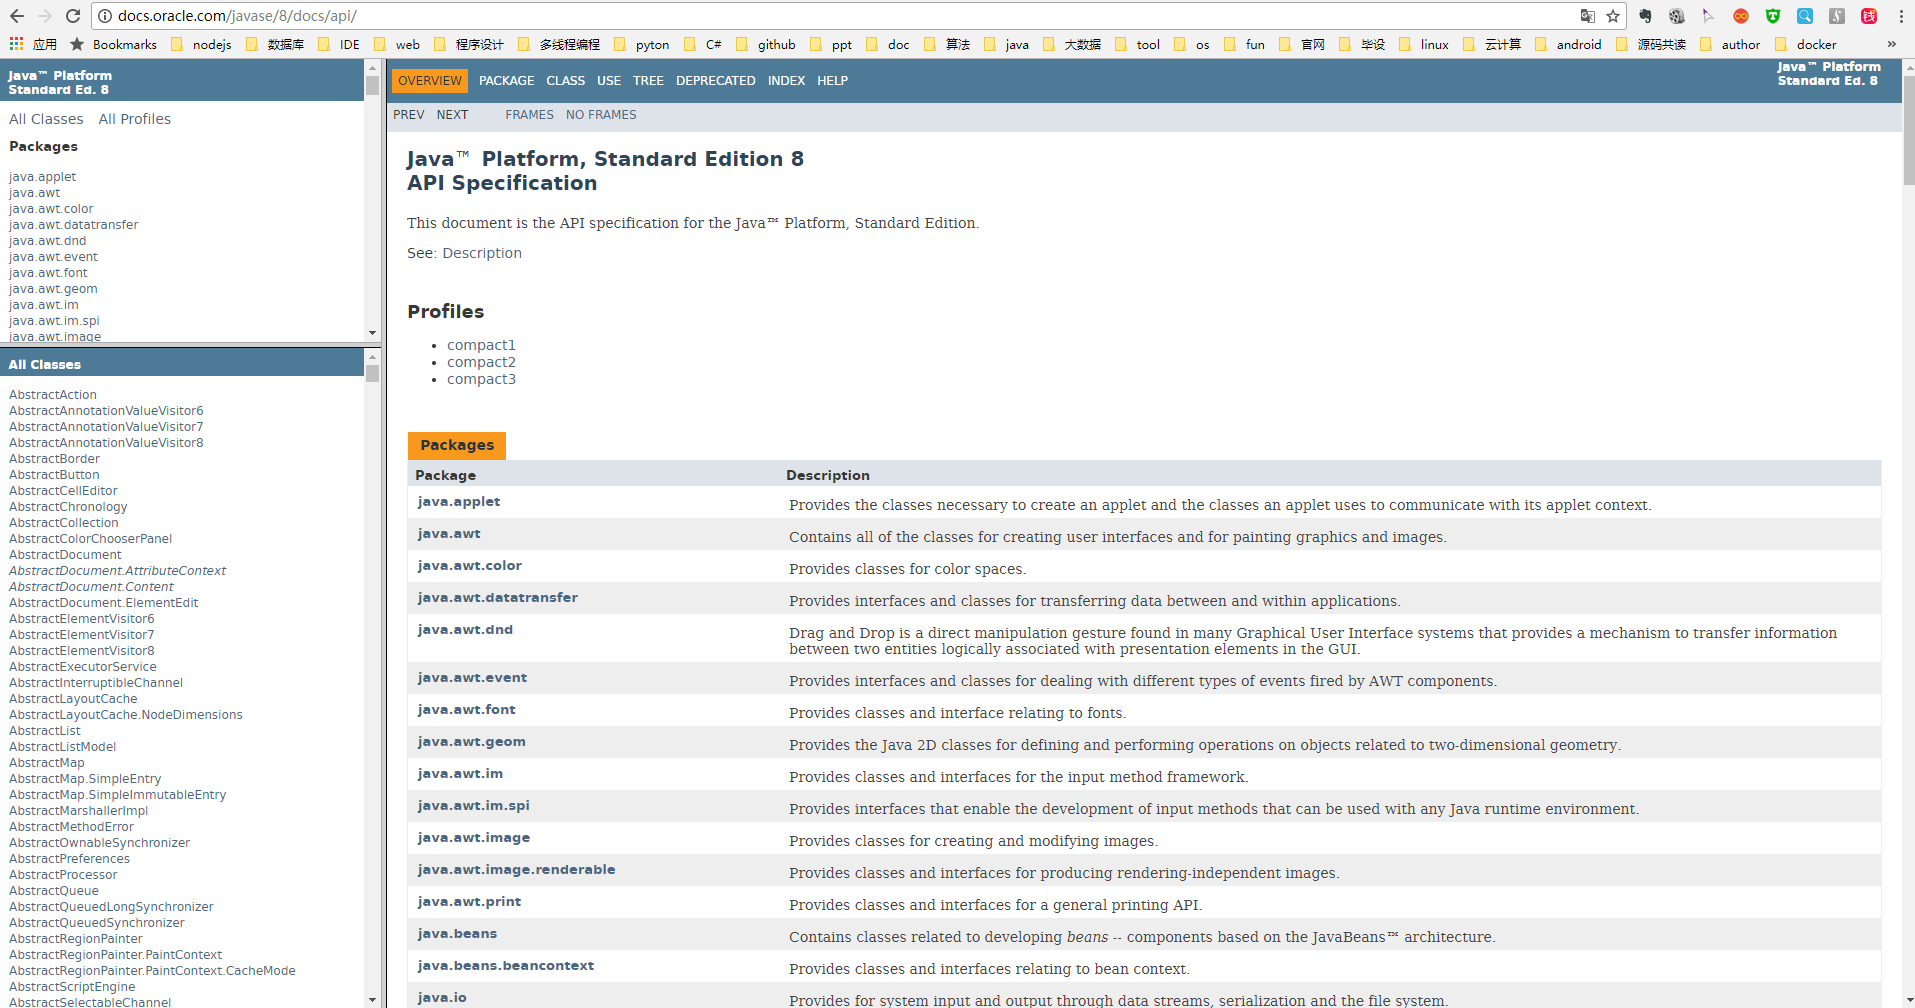 docs.oracle.com/javase/8/docs/api/
应用 Bookmarks nodejs 数据库 IDE web 程序设计 多线程编程 pyton C# github ppt doc 算法 java 大数据 tool os fun 官网 毕设 linux 云计算 android 源码共读 author docker »
Java™ Platform
Standard Ed. 8
All Classes All Profiles
Packages
java.applet
java.awt
java.awt.color
java.awt.datatransfer
java.awt.dnd
java.awt.event
java.awt.font
java.awt.geom
java.awt.im
java.awt.im.spi
java.awt.image
All Classes
AbstractAction
AbstractAnnotationValueVisitor6
AbstractAnnotationValueVisitor7
AbstractAnnotationValueVisitor8
AbstractBorder
AbstractButton
AbstractCellEditor
AbstractChronology
AbstractCollection
AbstractColorChooserPanel
AbstractDocument
AbstractDocument.AttributeContext
AbstractDocument.Content
AbstractDocument.ElementEdit
AbstractElementVisitor6
AbstractElementVisitor7
AbstractElementVisitor8
AbstractExecutorService
AbstractInterruptibleChannel
AbstractLayoutCache
AbstractLayoutCache.NodeDimensions
AbstractList
AbstractListModel
AbstractMap
AbstractMap.SimpleEntry
AbstractMap.SimpleImmutableEntry
AbstractMarshallerImpl
AbstractMethodError
AbstractOwnableSynchronizer
AbstractPreferences
AbstractProcessor
AbstractQueue
AbstractQueuedLongSynchronizer
AbstractQueuedSynchronizer
AbstractRegionPainter
AbstractRegionPainter.PaintContext
AbstractRegionPainter.PaintContext.CacheMode
AbstractScriptEngine
AbstractSelectableChannel
OVERVIEW PACKAGE CLASS USE TREE DEPRECATED INDEX HELP
Java™ Platform
Standard Ed. 8
PREV NEXT FRAMES NO FRAMES
Java™ Platform, Standard Edition 8
API Specification
This document is the API specification for the Java™ Platform, Standard Edition.
See: Description
Profiles
• compact1
• compact2
• compact3
Packages
Package Description
java.applet Provides the classes necessary to create an applet and the classes an applet uses to communicate with its applet context.
java.awt Contains all of the classes for creating user interfaces and for painting graphics and images.
java.awt.color Provides classes for color spaces.
java.awt.datatransfer Provides interfaces and classes for transferring data between and within applications.
java.awt.dnd Drag and Drop is a direct manipulation gesture found in many Graphical User Interface systems that provides a mechanism to transfer information
between two entities logically associated with presentation elements in the GUI.
java.awt.event Provides interfaces and classes for dealing with different types of events fired by AWT components.
java.awt.font Provides classes and interface relating to fonts.
java.awt.geom Provides the Java 2D classes for defining and performing operations on objects related to two-dimensional geometry.
java.awt.im Provides classes and interfaces for the input method framework.
java.awt.im.spi Provides interfaces that enable the development of input methods that can be used with any Java runtime environment.
java.awt.image Provides classes for creating and modifying images.
java.awt.image.renderable Provides classes and interfaces for producing rendering-independent images.
java.awt.print Provides classes and interfaces for a general printing API.
java.beans Contains classes related to developing beans -- components based on the JavaBeans™ architecture.
java.beans.beancontext Provides classes and interfaces relating to bean context.
java.io Provides for system input and output through data streams, serialization and the file system.